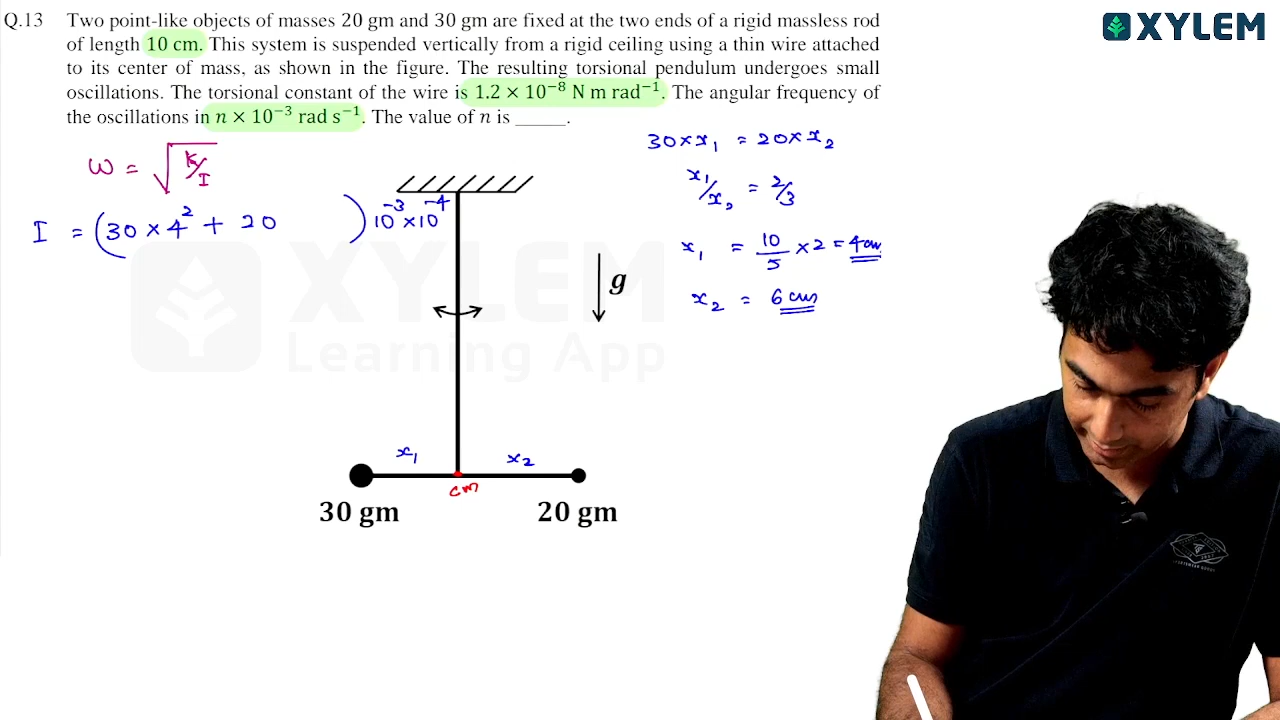 Q.13 Two point-like objects of masses 20 gm and 30 gm are fixed at the two ends of a rigid massless rod
of length 10 cm. This system is suspended vertically from a rigid ceiling using a thin wire attached
to its center of mass, as shown in the figure. The resulting torsional pendulum undergoes small
oscillations. The torsional constant of the wire is 1.2 × 10⁻⁸ N m rad⁻¹. The angular frequency of
the oscillations in n × 10⁻³ rad s⁻¹. The value of n is _____.
XYLEM
30 × x₁ = 20 × x₂
ω = √(K/I)
x₁/x₂ = 2/3
I = (30 × 4² + 20 ) 10⁻³ × 10⁻⁴
x₁ = 10/5 × 2 = 4cm
x₂ = 6 cm
g
XYLEM
Learning App
x₁ x₂
cm
30 gm 20 gm